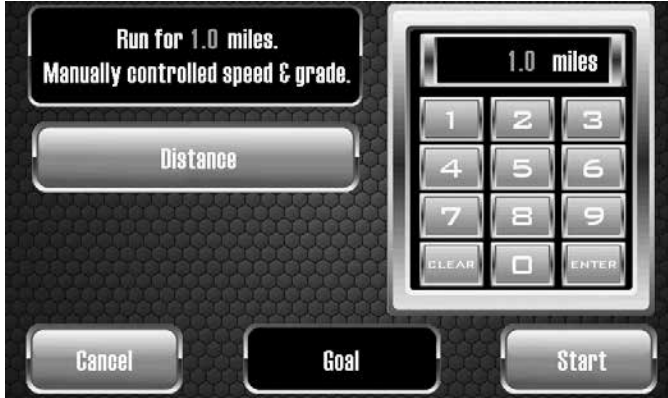 Run for 1.0 miles.
Manually controlled speed & grade.
Distance
1.0 miles
1 2 3
4 5 6
7 8 9
CLEAR 0 ENTER
Cancel
Goal
Start